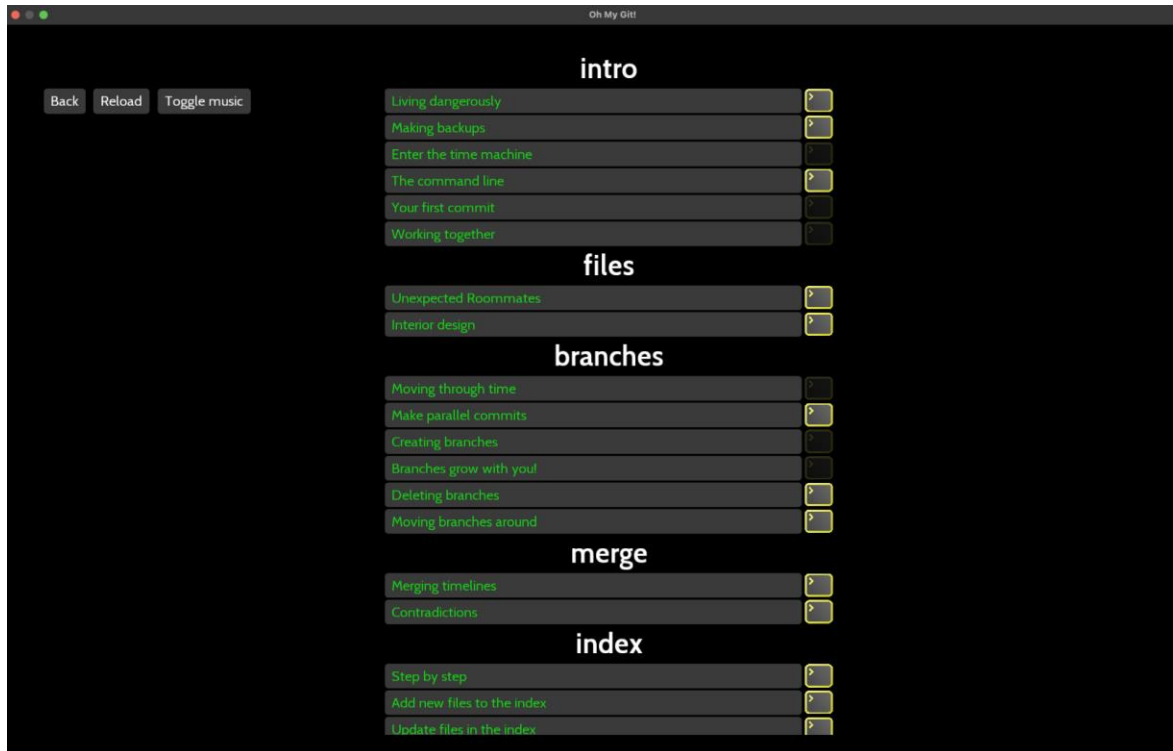 Oh My Git!
Back Reload Toggle music
intro
Living dangerously
Making backups
Enter the time machine
The command line
Your first commit
Working together
files
Unexpected Roommates
Interior design
branches
Moving through time
Make parallel commits
Creating branches
Branches grow with you!
Deleting branches
Moving branches around
merge
Merging timelines
Contradictions
index
Step by step
Add new files to the index
Update files in the index